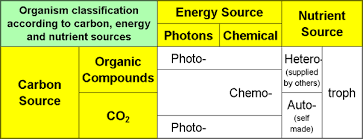 Organism classification
according to carbon, energy
and nutrient sources
Energy Source
Nutrient
Source
Photons
Chemical
Carbon
Source
Organic
Compounds
Photo-
Chemo-
Hetero-
(supplied
by others)
troph
CO₂
Photo-
Auto-
(self
made)